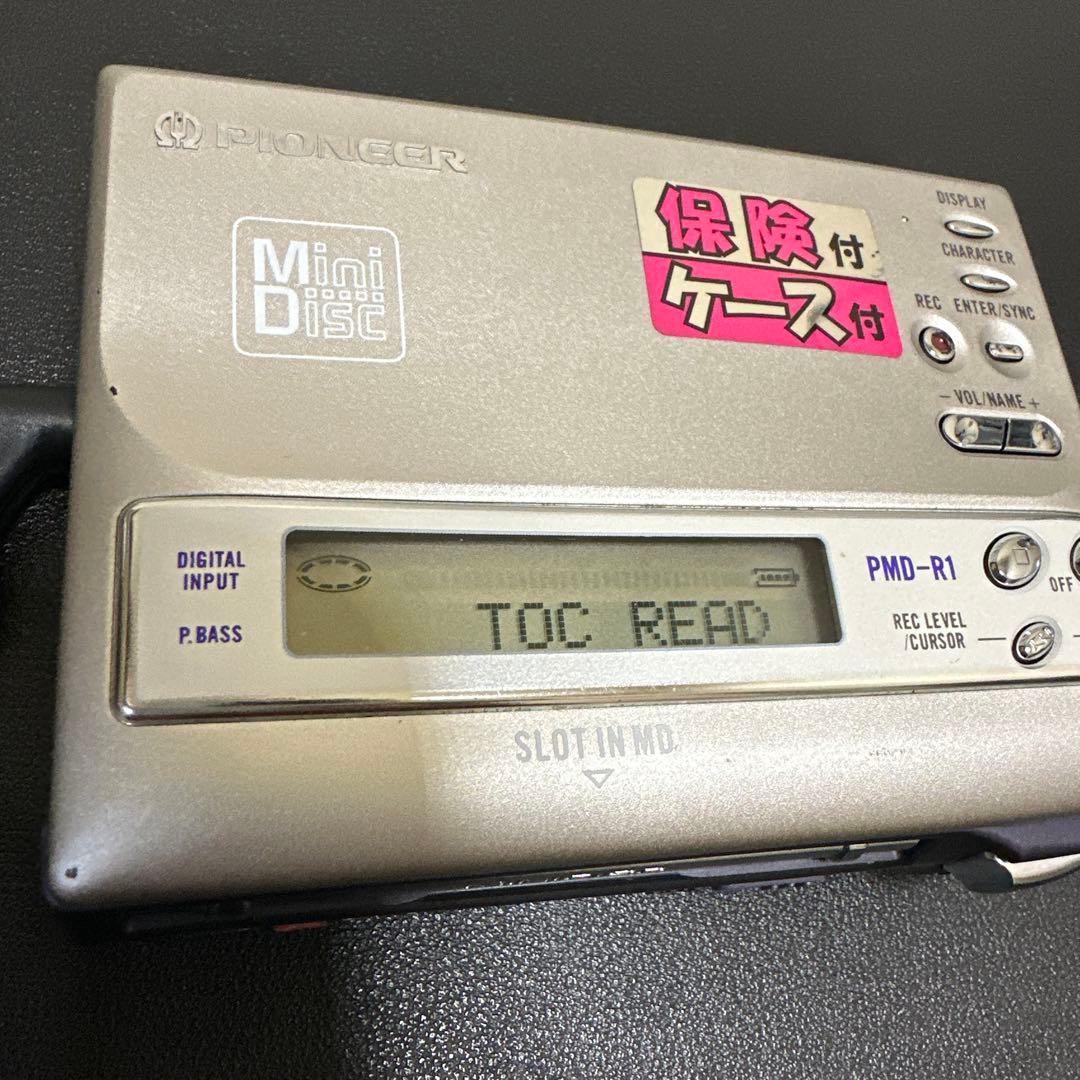 PIONEER
Mini
Disc
保険付
ケース付
DISPLAY
CHARACTER
REC ENTER/SYNC
– VOL/NAME +
DIGITAL
INPUT
P.BASS
TOC READ
PMD-R1
OFF
REC LEVEL
/CURSOR
SLOT IN MD